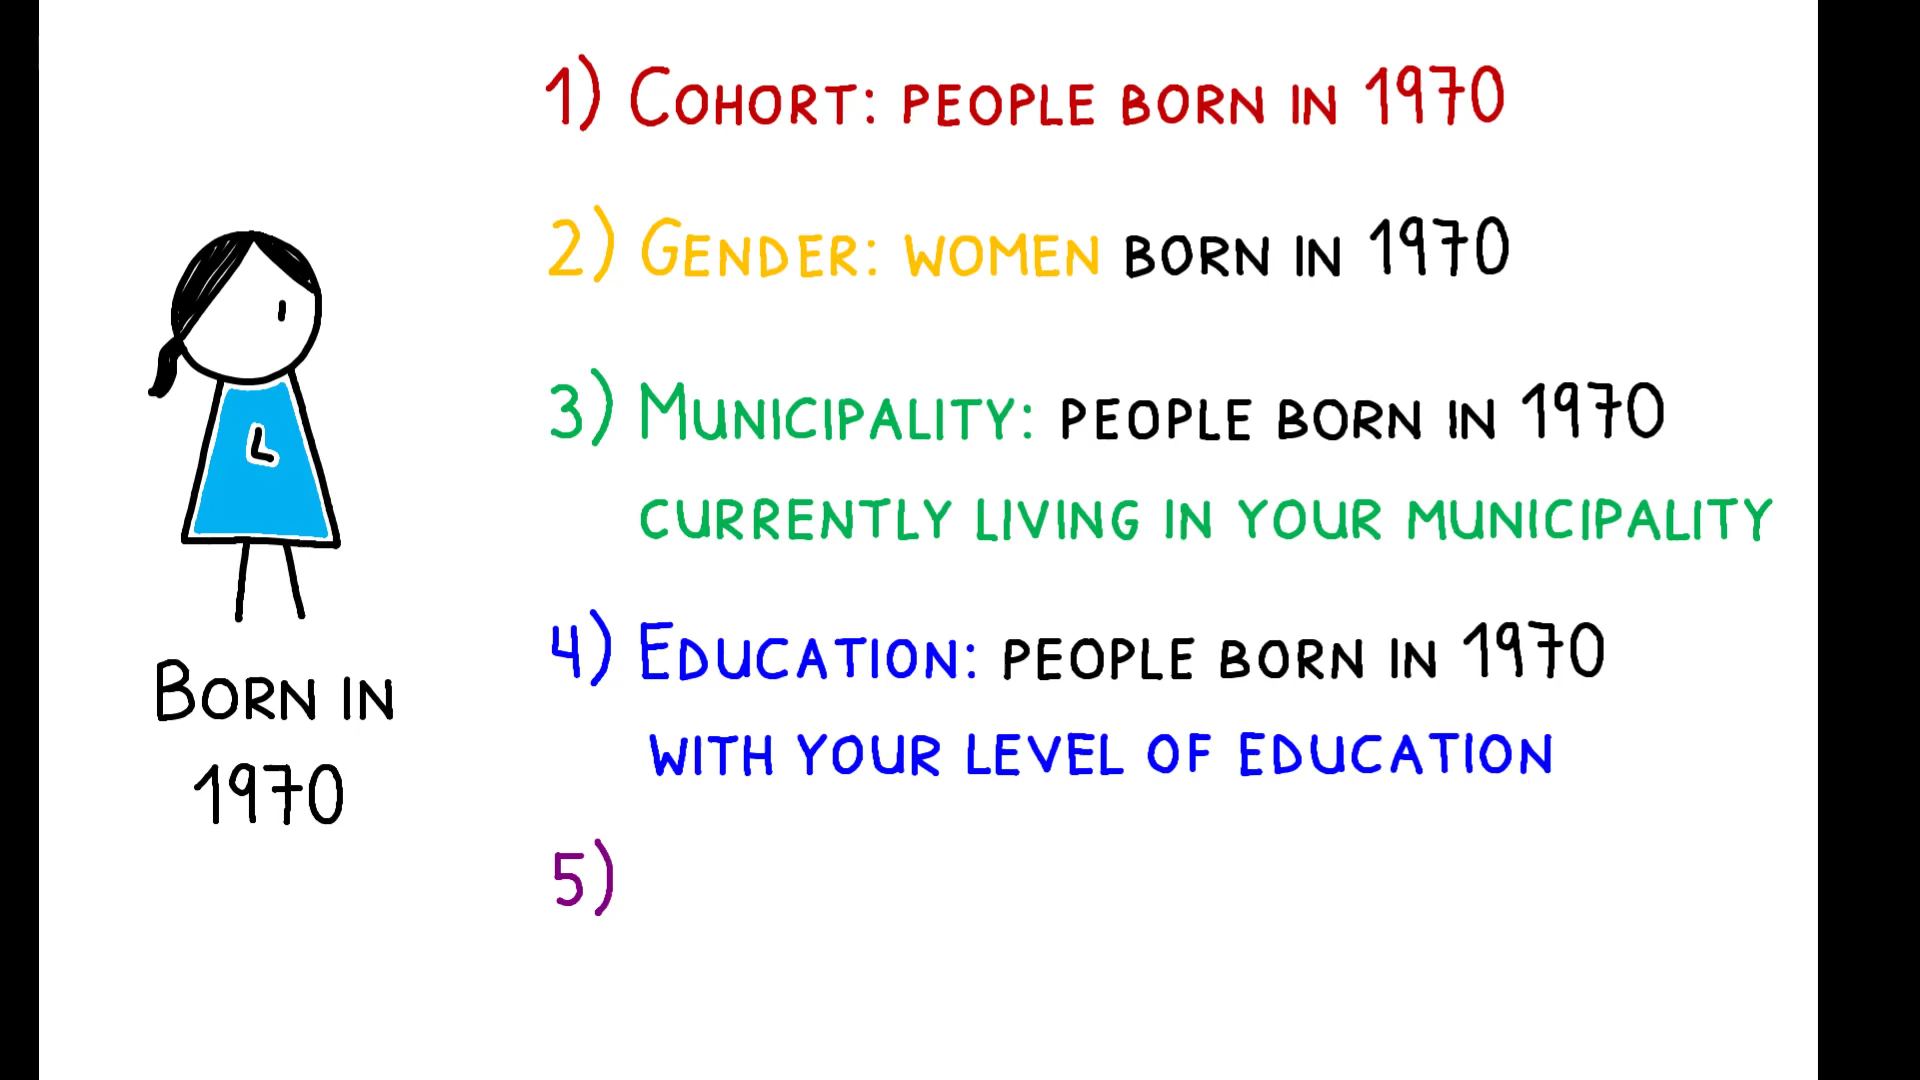 1) Cohort: people born in 1970
2) Gender: women born in 1970
3) Municipality: people born in 1970
currently living in your municipality
4) Education: people born in 1970
with your level of education
5)
L
Born in
1970